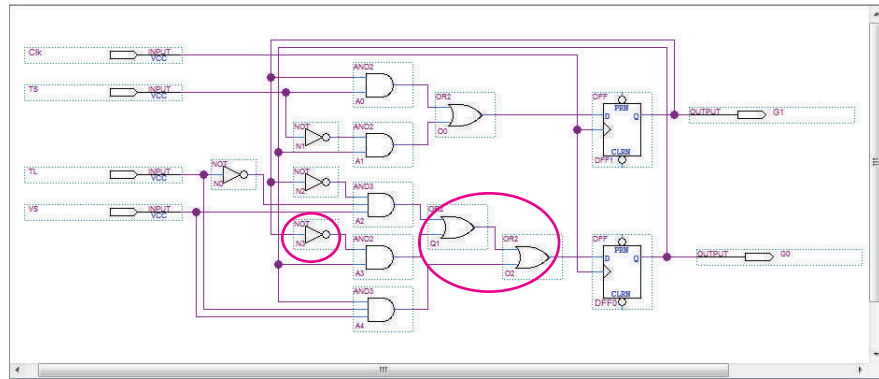 Clk INPUT VCC
TS INPUT VCC
TL INPUT VCC
VS INPUT VCC
AND2 A0
OR2 O0
NOT N1
AND2 A1
NOT N0
NOT N2
AND3 A2
OR2 O1
NOT N3
AND2 A3
OR2 O2
AND3 A4
DFF PRN D Q CLRN DFF1
OUTPUT G1
DFF PRN D Q CLRN DFF0
OUTPUT G0